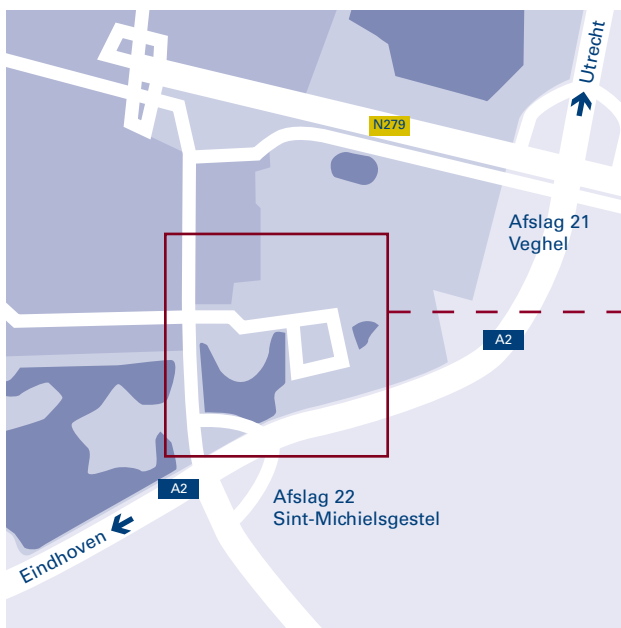 Utrecht
N279
Afslag 21
Veghel
A2
A2
Afslag 22
Sint-Michielsgestel
Eindhoven